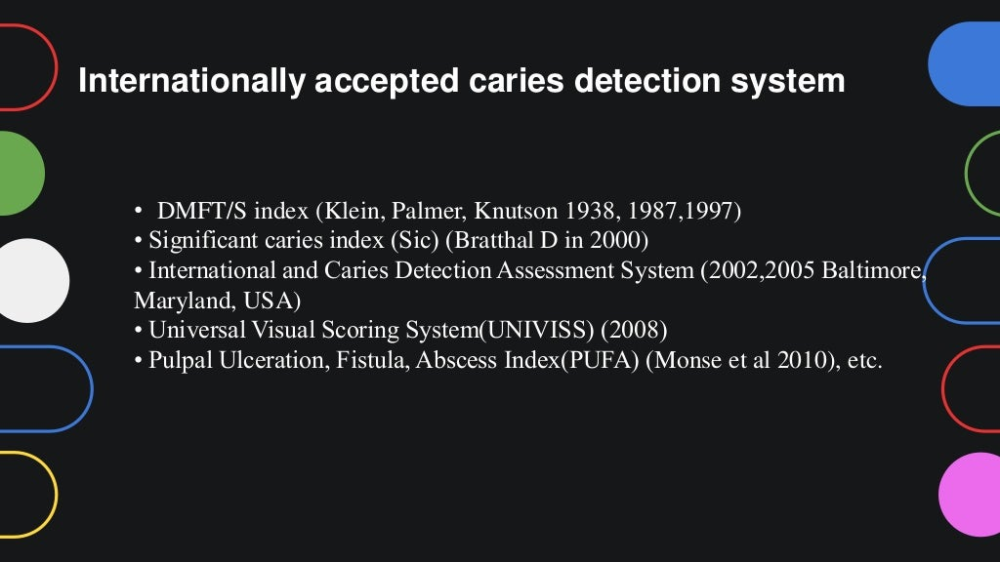 Internationally accepted caries detection system
• DMFT/S index (Klein, Palmer, Knutson 1938, 1987,1997)
• Significant caries index (Sic) (Bratthal D in 2000)
• International and Caries Detection Assessment System (2002,2005 Baltimore,
Maryland, USA)
• Universal Visual Scoring System(UNIVISS) (2008)
• Pulpal Ulceration, Fistula, Abscess Index(PUFA) (Monse et al 2010), etc.